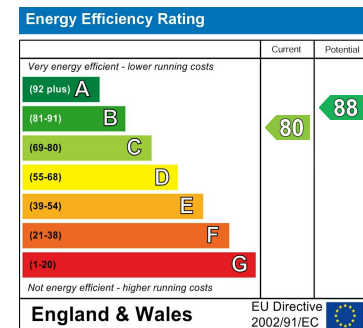 Energy Efficiency Rating
Current Potential
Very energy efficient - lower running costs
(92 plus) A
(81-91) B
(69-80) C
(55-68) D
(39-54) E
(21-38) F
(1-20) G
80
88
Not energy efficient - higher running costs
England & Wales
EU Directive
2002/91/EC